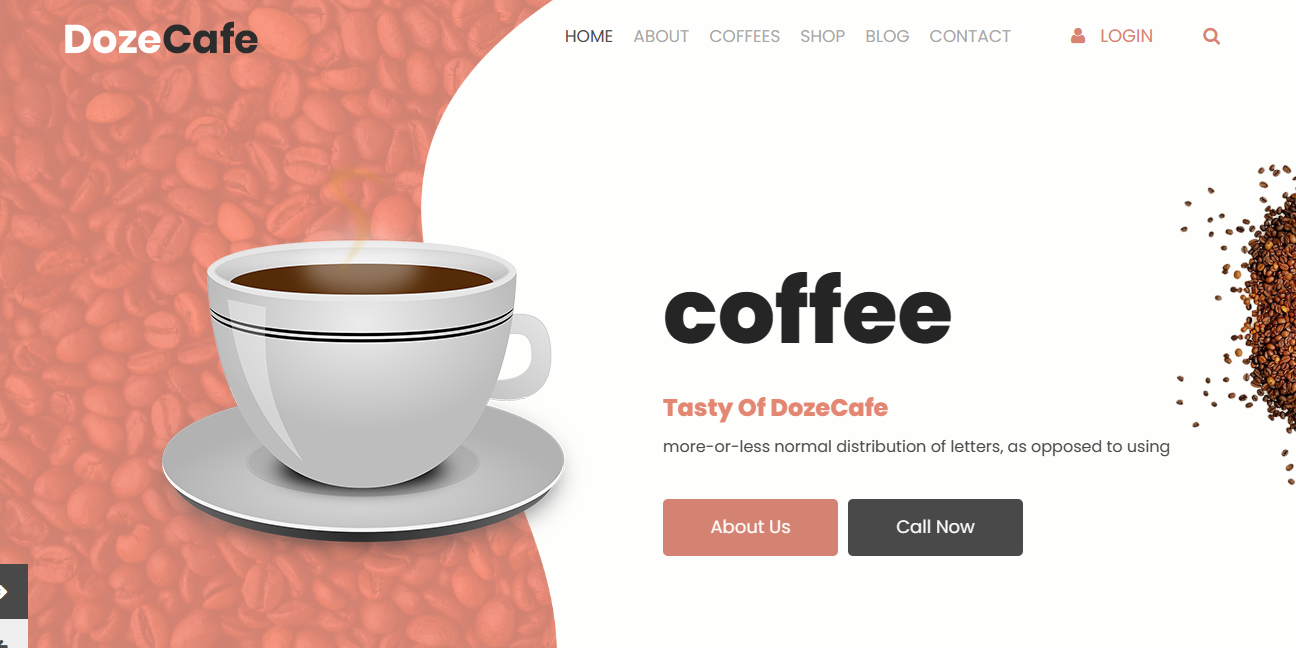 DozeCafe
HOME ABOUT COFFEES SHOP BLOG CONTACT LOGIN
coffee
Tasty Of DozeCafe
more-or-less normal distribution of letters, as opposed to using
About Us Call Now